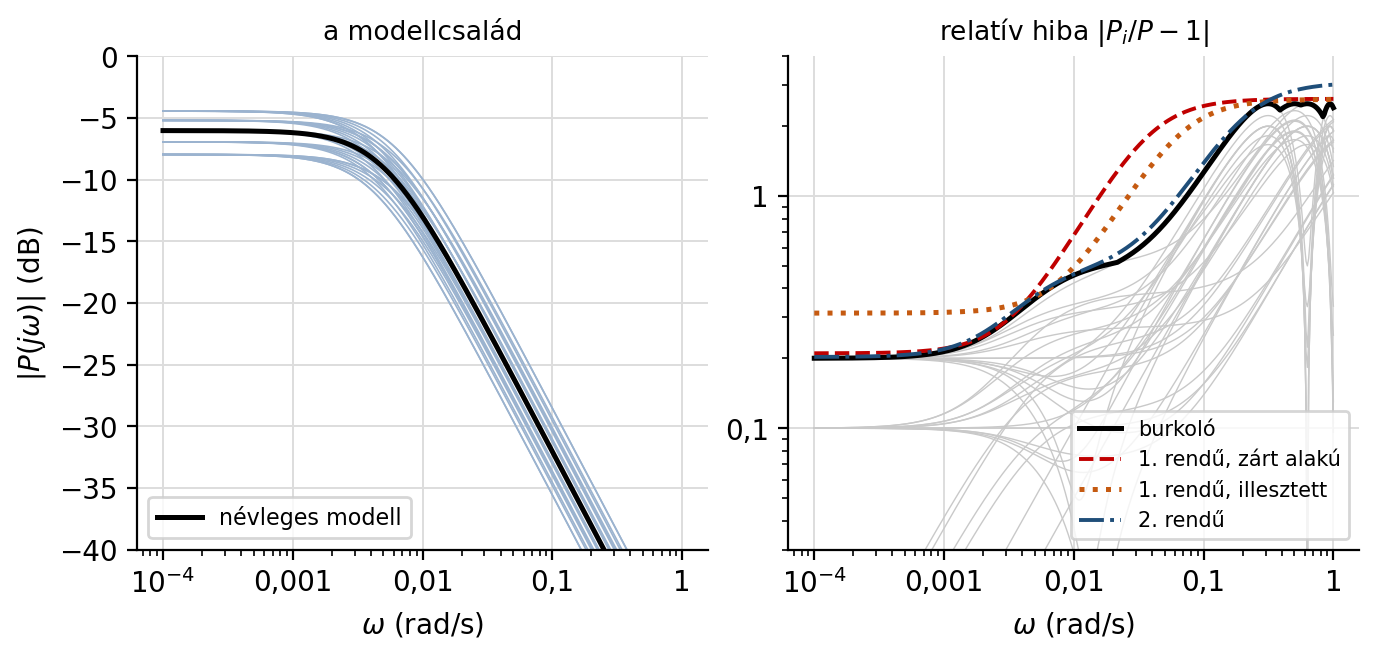 a modellcsalád
0
−5
−10
−15
−20
−25
−30
−35
−40
|P(jω)| (dB)
névleges modell
10⁻⁴
0,001
0,01
0,1
1
ω (rad/s)
relatív hiba |Pᵢ/P − 1|
1
0,1
burkoló
1. rendű, zárt alakú
1. rendű, illesztett
2. rendű
10⁻⁴
0,001
0,01
0,1
1
ω (rad/s)